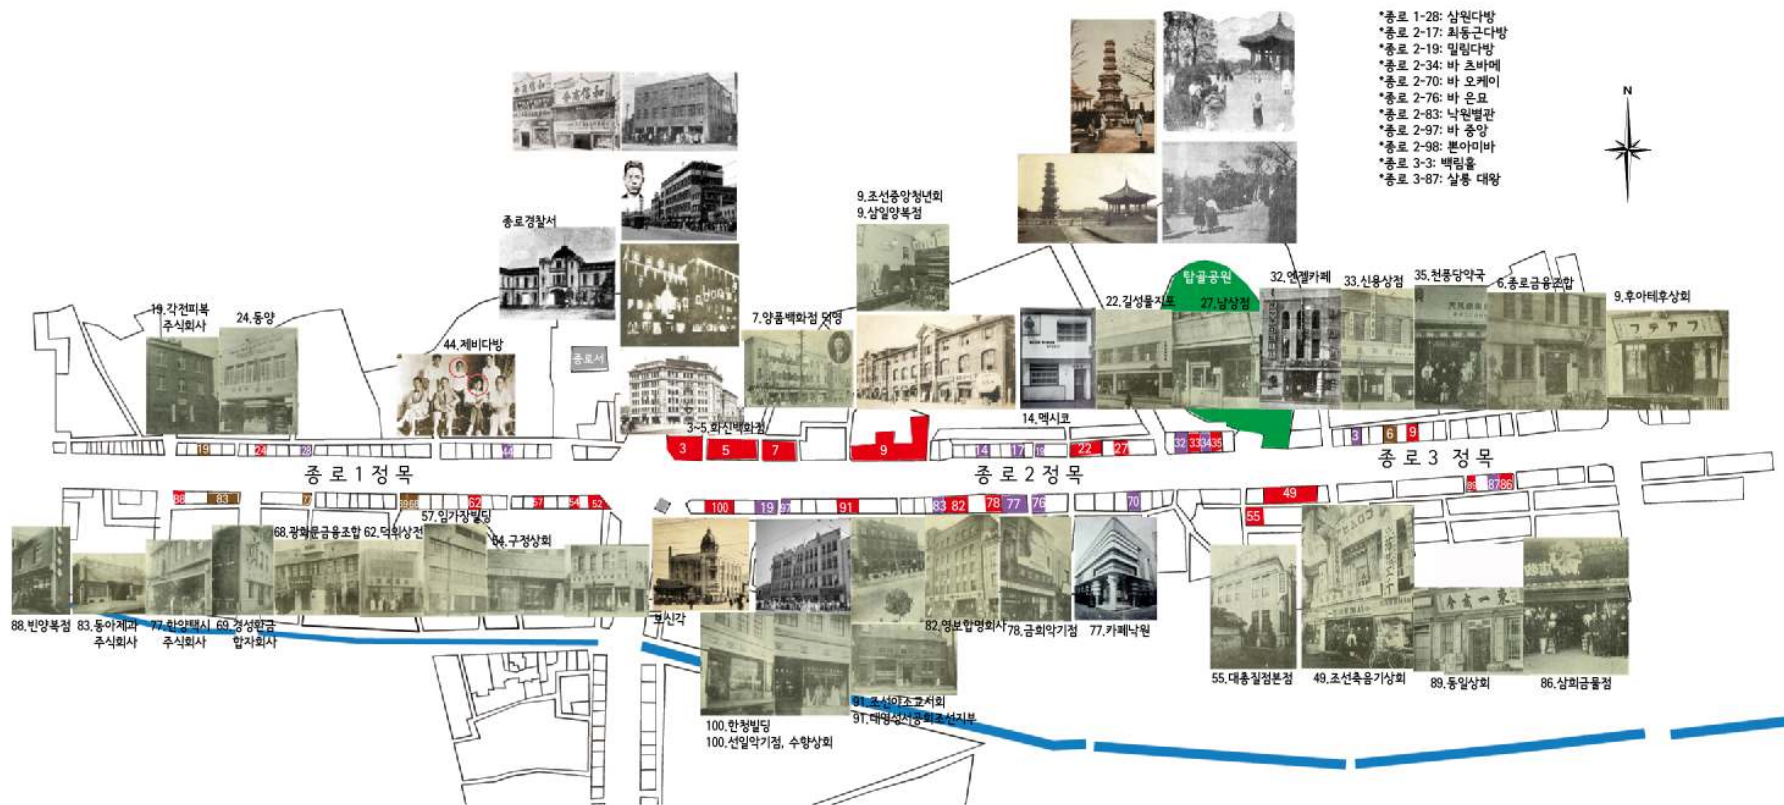 *종로 1-28: 삼원다방
*종로 2-17: 최동근다방
*종로 2-19: 밀림다방
*종로 2-34: 바 츠바메
*종로 2-70: 바 오케이
*종로 2-76: 바 은묘
*종로 2-83: 낙원별관
*종로 2-97: 바 중앙
*종로 2-98: 뽄아미바
*종로 3-3: 백림홀
*종로 3-87: 살롱 대왕
N
종로경찰서
9.조선중앙청년회
9.삼일양복점
탑골공원
32.엔젤카페
33.신용상점
35.천풍당약국
6.종로금융조합
9.후아테후상회
19.각전피복
주식회사
24.동양
44.제비다방
종로서
7.양품백화점 덕영
22.길성물지포
27.남상점
3~5.화신백화점
14.멕시코
19
24
28
44
3
5
7
9
14
17
19
22
27
32
33
34
35
3
6
9
종로1정목
종로2정목
종로3 정목
88
83
77
69
68
62
57
54
52
100
19
97
91
83
82
78
77
76
70
49
55
89
87
86
57.임가장빌딩
68.광화문금융조합
62.덕위상전
54.구정상회
88.빈양복점
83.동아제과
주식회사
77.한양택시
주식회사
69.경성현금
합자회사
보신각
82.영보합명회사
78.금희악기점
77.카페낙원
100.한청빌딩
100.선일악기점, 수향상회
91.조선야소교서회
91.대영성서공회조선지부
55.대총질점본점
49.조선축음기상회
89.동일상회
86.삼희금물점